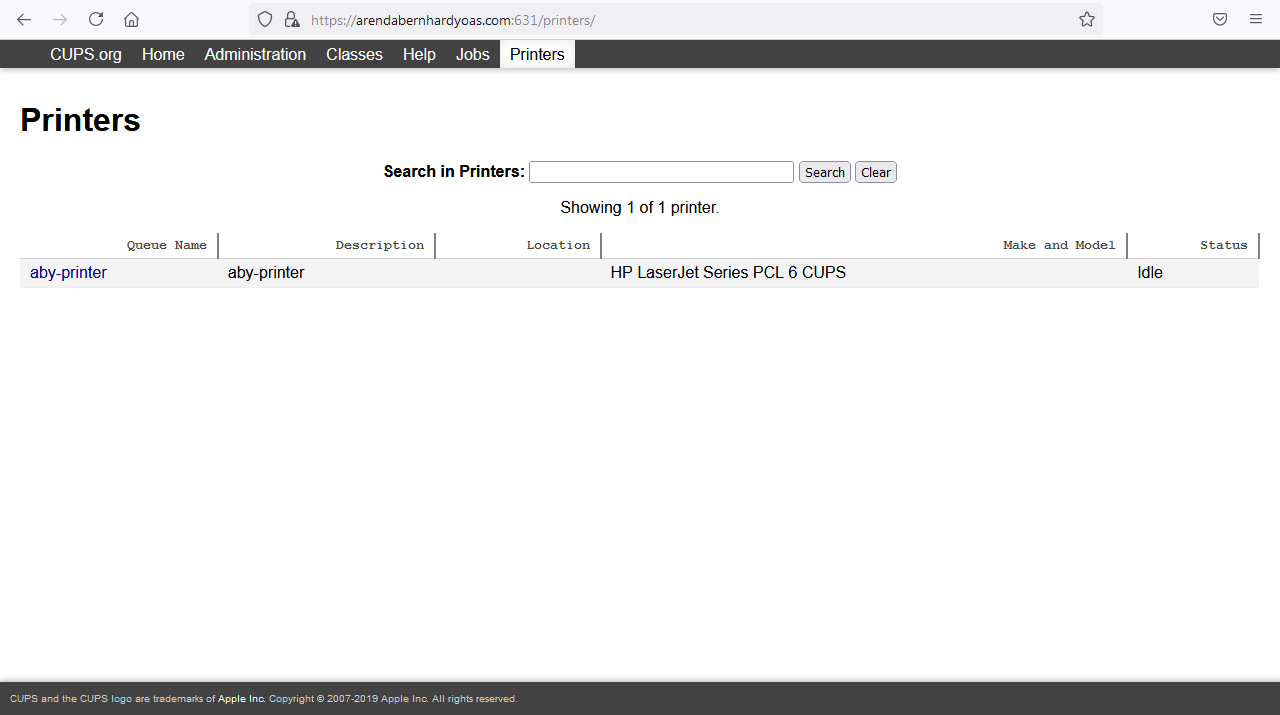 https://arendabernhardyoas.com:631/printers/
CUPS.org Home Administration Classes Help Jobs Printers
Printers
Search in Printers: Search Clear
Showing 1 of 1 printer.
Queue Name Description Location Make and Model Status
aby-printer aby-printer HP LaserJet Series PCL 6 CUPS Idle
CUPS and the CUPS logo are trademarks of Apple Inc. Copyright © 2007-2019 Apple Inc. All rights reserved.